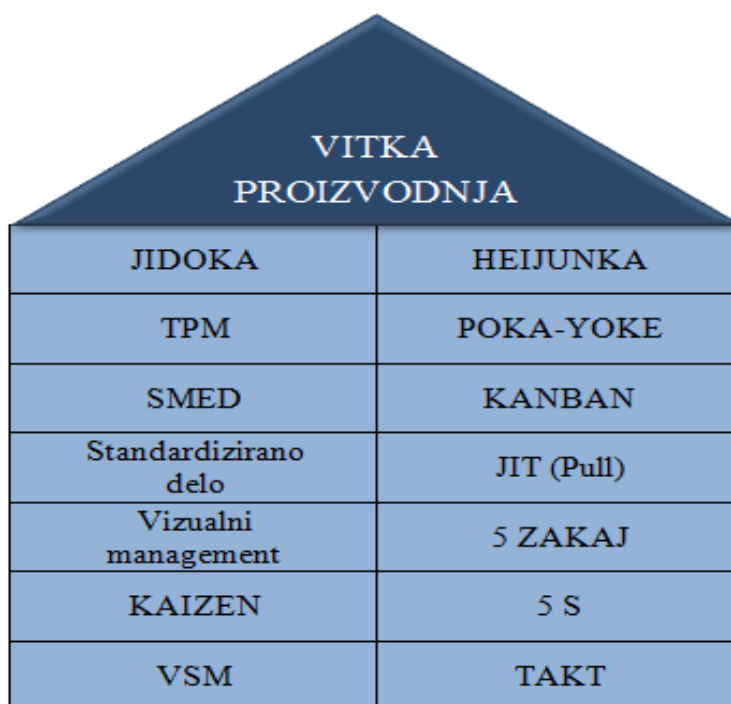 VITKA
PROIZVODNJA
JIDOKA
HEIJUNKA
TPM
POKA-YOKE
SMED
KANBAN
Standardizirano
delo
JIT (Pull)
Vizualni
management
5 ZAKAJ
KAIZEN
5 S
VSM
TAKT